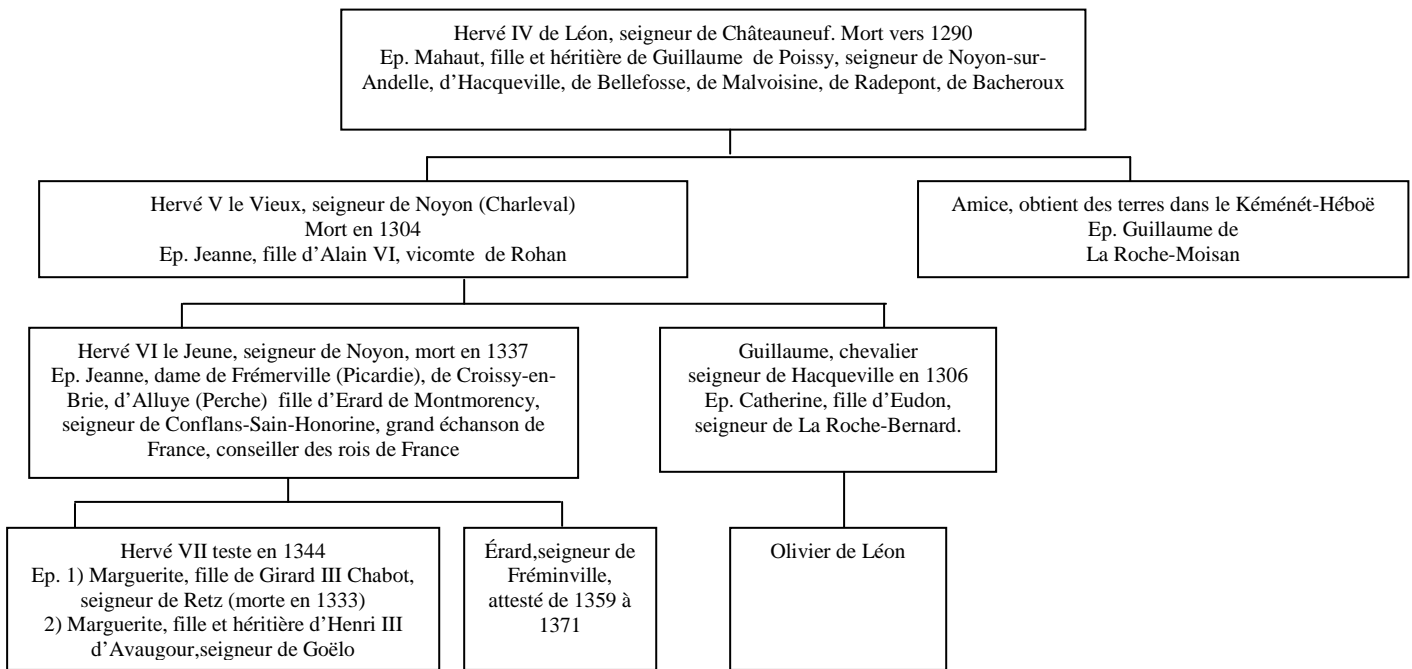 Hervé IV de Léon, seigneur de Châteauneuf. Mort vers 1290
Ep. Mahaut, fille et héritière de Guillaume de Poissy, seigneur de Noyon-sur-
Andelle, d’Hacqueville, de Bellefosse, de Malvoisine, de Radepont, de Bacheroux
Hervé V le Vieux, seigneur de Noyon (Charleval)
Mort en 1304
Ep. Jeanne, fille d’Alain VI, vicomte de Rohan
Amice, obtient des terres dans le Kéménét-Héboë
Ep. Guillaume de
La Roche-Moisan
Hervé VI le Jeune, seigneur de Noyon, mort en 1337
Ep. Jeanne, dame de Frémerville (Picardie), de Croissy-en-
Brie, d’Alluye (Perche) fille d’Erard de Montmorency,
seigneur de Conflans-Sain-Honorine, grand échanson de
France, conseiller des rois de France
Guillaume, chevalier
seigneur de Hacqueville en 1306
Ep. Catherine, fille d’Eudon,
seigneur de La Roche-Bernard.
Hervé VII teste en 1344
Ep. 1) Marguerite, fille de Girard III Chabot,
seigneur de Retz (morte en 1333)
2) Marguerite, fille et héritière d’Henri III
d’Avaugour,seigneur de Goëlo
Érard,seigneur de
Fréminville,
attesté de 1359 à
1371
Olivier de Léon